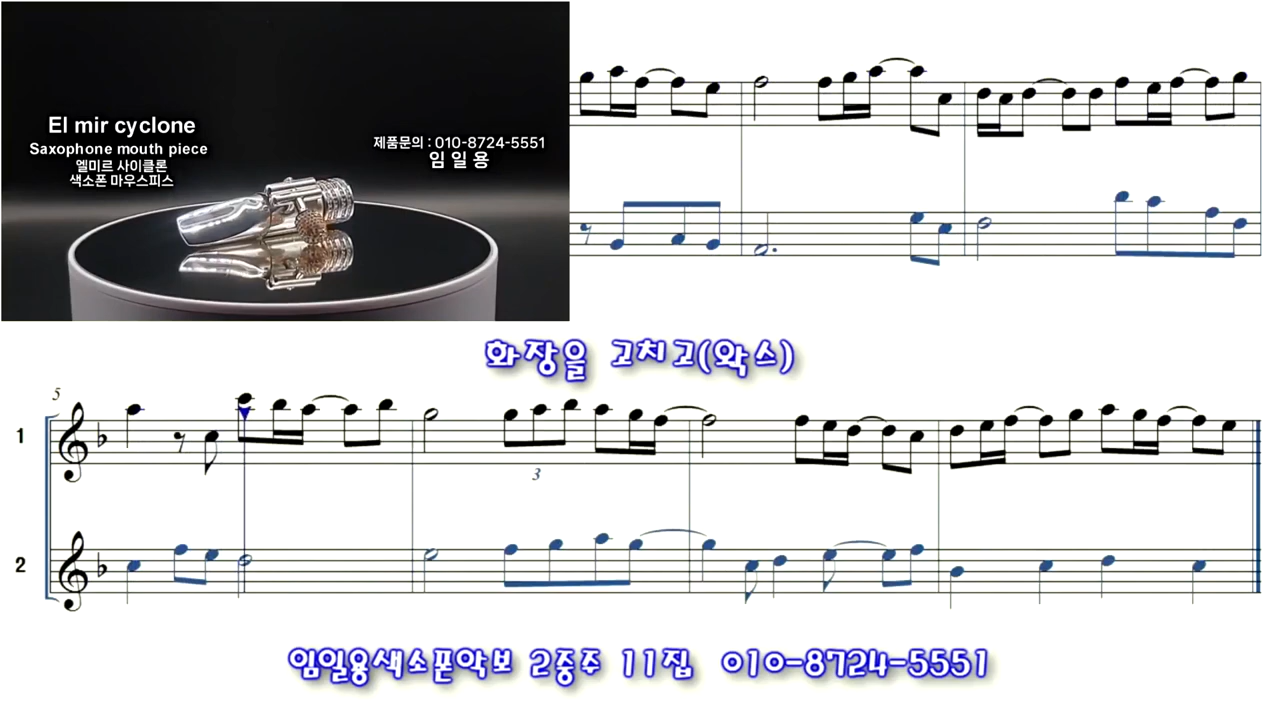 El mir cyclone
Saxophone mouth piece
엘미르 사이클론
색소폰 마우스피스
제품문의 : 010-8724-5551
임 일 용
화장을 고치고(왁스)
5
1
3
2
임일용색소폰악보 2중주 11집 010-8724-5551